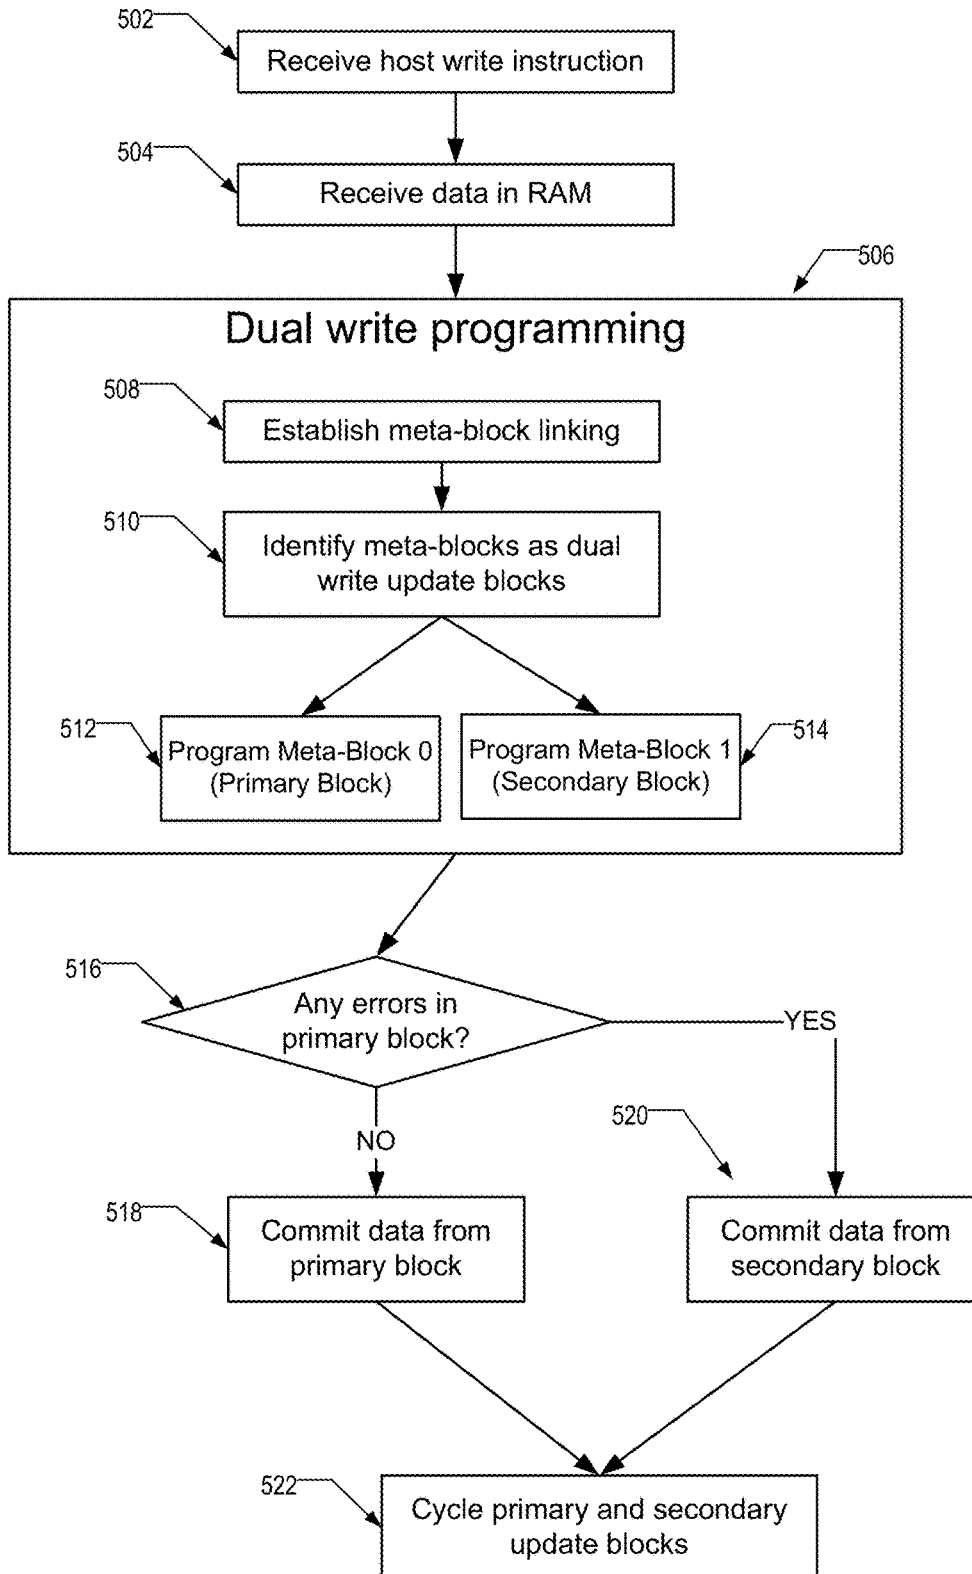 502
Receive host write instruction
504
Receive data in RAM
506
Dual write programming
508
Establish meta-block linking
510
Identify meta-blocks as dual
write update blocks
512
Program Meta-Block 0
(Primary Block)
Program Meta-Block 1
(Secondary Block)
514
516
Any errors in
primary block?
YES
NO
520
518
Commit data from
primary block
Commit data from
secondary block
522
Cycle primary and secondary
update blocks